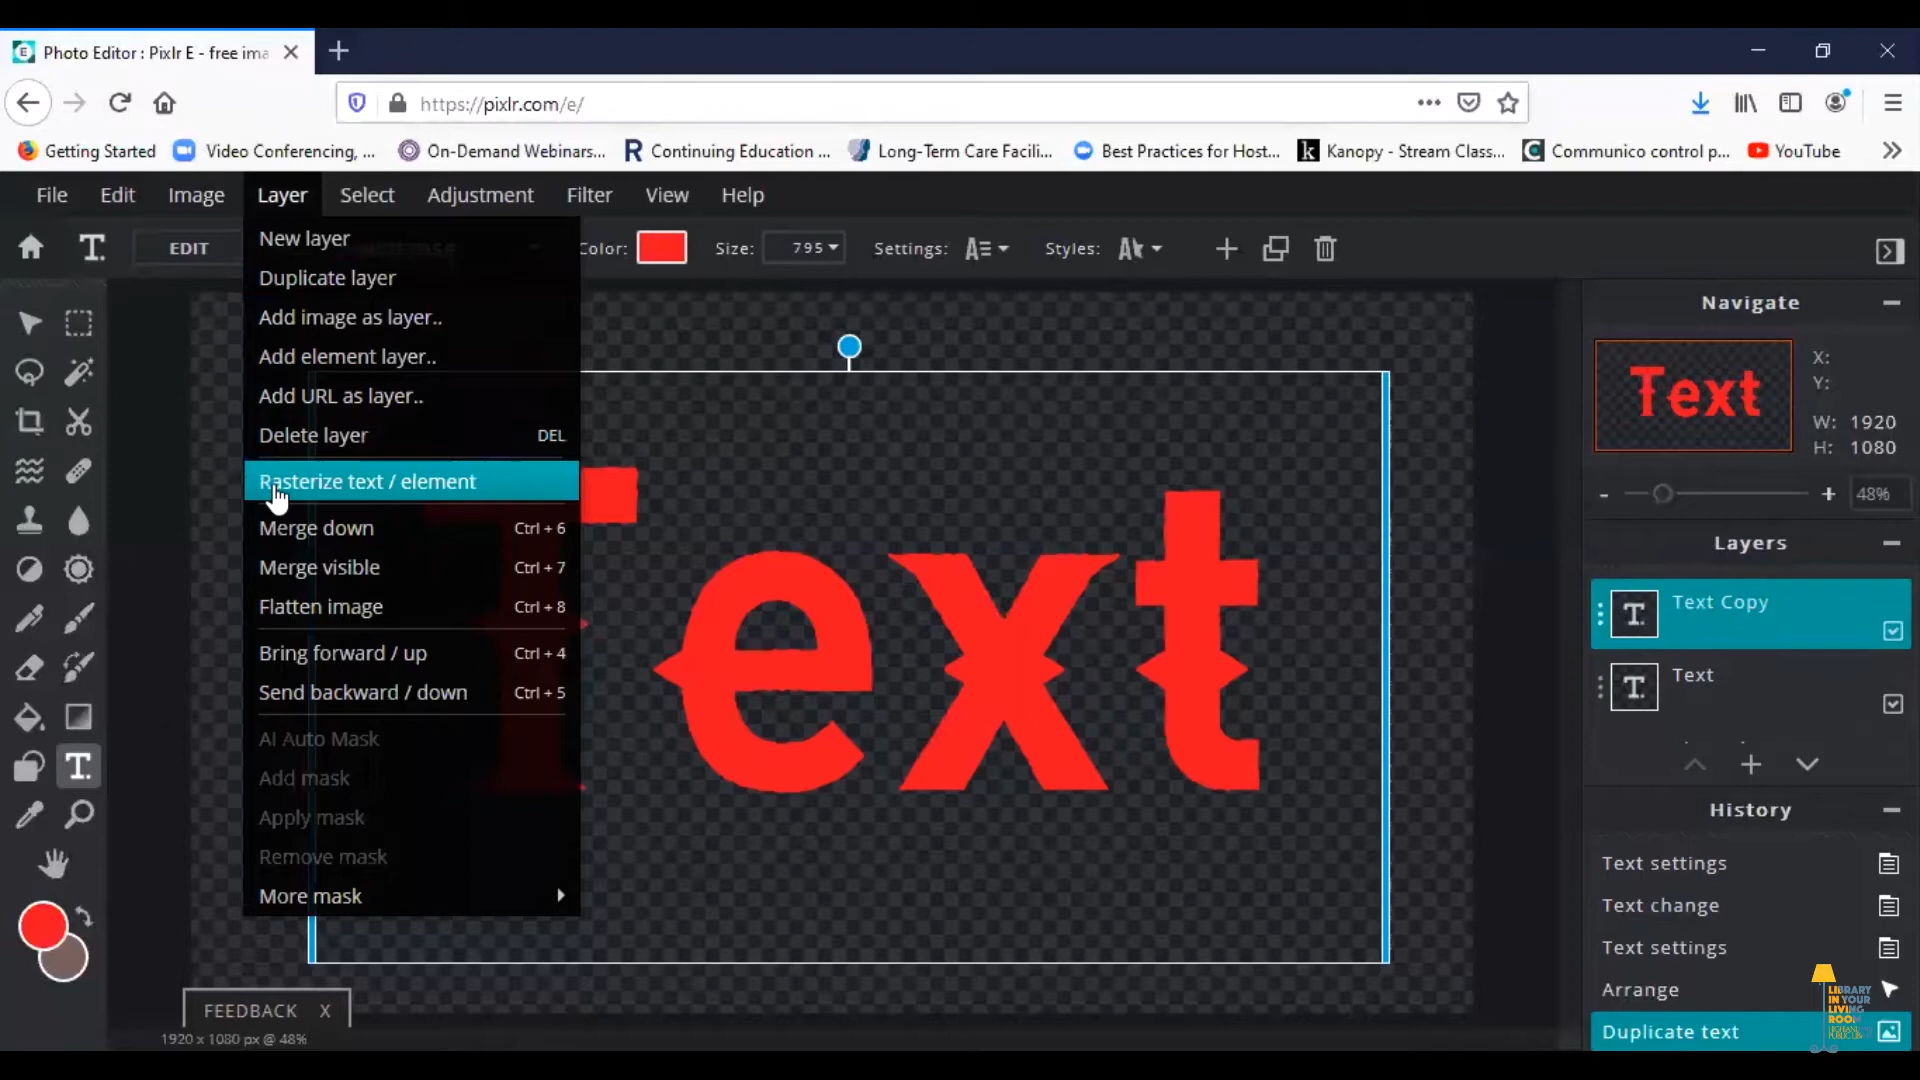 Photo Editor : Pixlr E - free ima
https://pixlr.com/e/
Getting Started
Video Conferencing, ...
On-Demand Webinars...
R Continuing Education ...
Long-Term Care Facili...
Best Practices for Host...
k Kanopy - Stream Class...
C Communico control p...
YouTube
File
Edit
Image
Layer
Select
Adjustment
Filter
View
Help
T.
EDIT
Color:
Size:
795
Settings:
Styles:
New layer
Duplicate layer
Add image as layer..
Add element layer..
Add URL as layer..
Delete layer DEL
Rasterize text / element
Merge down Ctrl + 6
Merge visible Ctrl + 7
Flatten image Ctrl + 8
Bring forward / up Ctrl + 4
Send backward / down Ctrl + 5
AI Auto Mask
Add mask
Apply mask
Remove mask
More mask
Text
Navigate
Text
X:
Y:
W: 1920
H: 1080
- + 48%
Layers
T. Text Copy
T. Text
History
Text settings
Text change
Text settings
Arrange
Duplicate text
LIBRARY
IN YOUR
LIVING
ROOM
FEEDBACK X
1920 x 1080 px @ 48%